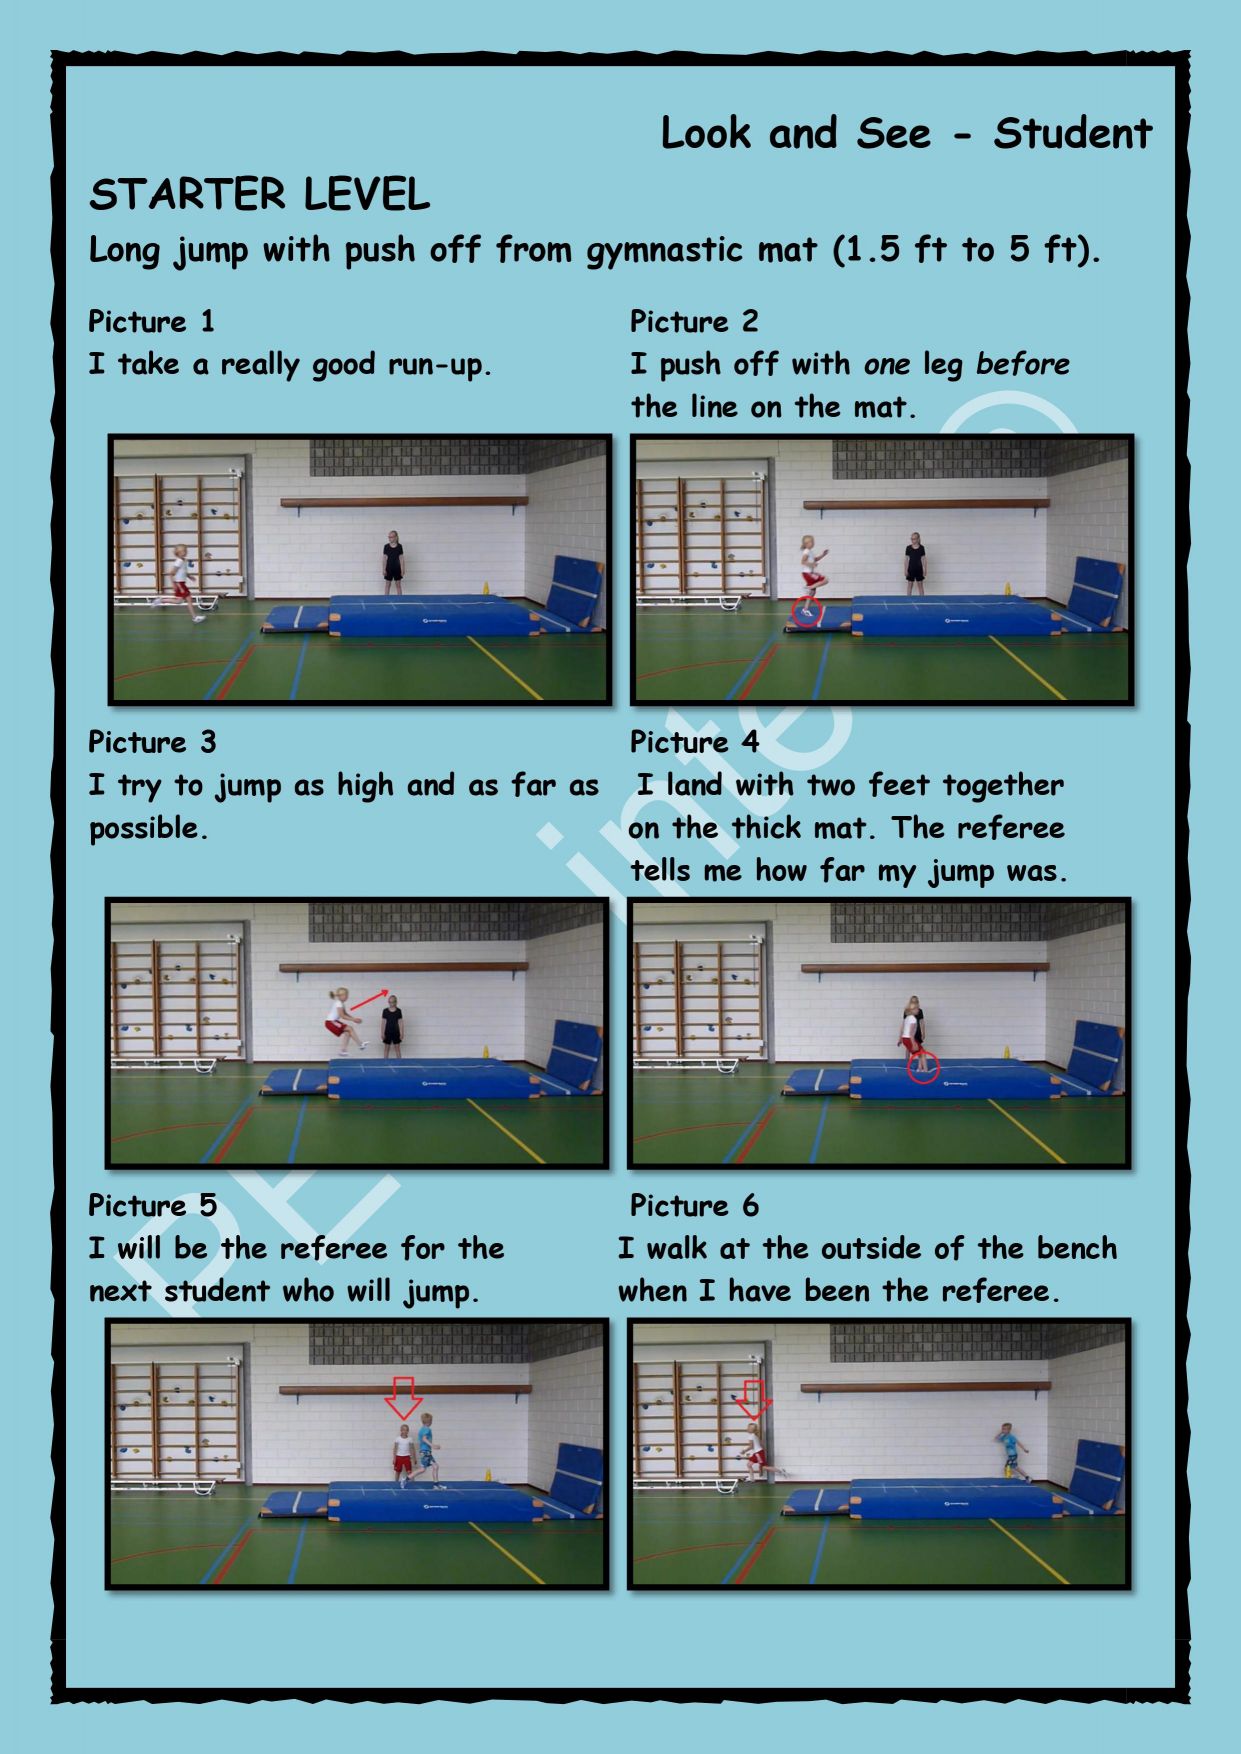 Look and See - Student
STARTER LEVEL
Long jump with push off from gymnastic mat (1.5 ft to 5 ft).
Picture 1
I take a really good run-up.
Picture 2
I push off with one leg before
the line on the mat.
Picture 3
I try to jump as high and as far as
possible.
Picture 4
I land with two feet together
on the thick mat. The referee
tells me how far my jump was.
Picture 5
I will be the referee for the
next student who will jump.
Picture 6
I walk at the outside of the bench
when I have been the referee.